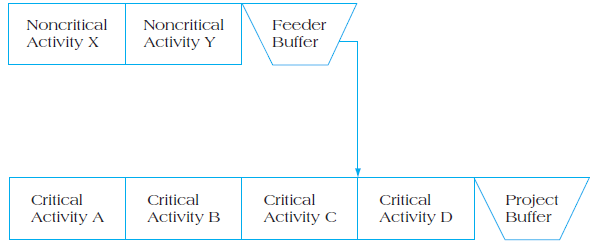 Noncritical
Activity X
Noncritical
Activity Y
Feeder
Buffer
Critical
Activity A
Critical
Activity B
Critical
Activity C
Critical
Activity D
Project
Buffer